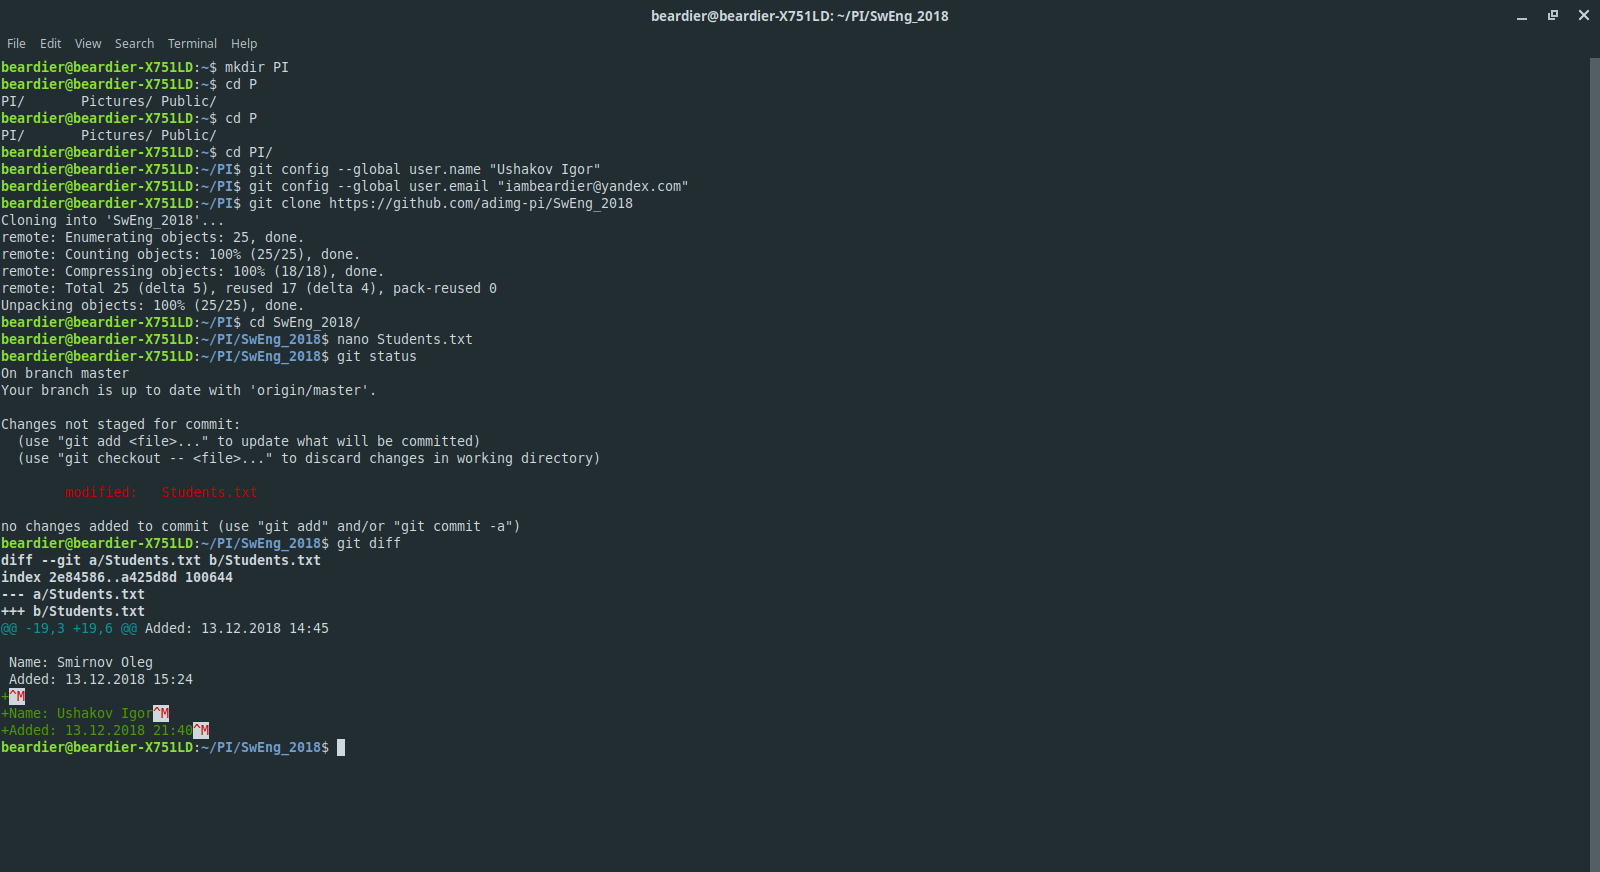 beardier@beardier-X751LD: ~/PI/SwEng_2018
File Edit View Search Terminal Help
beardier@beardier-X751LD:~$ mkdir PI
beardier@beardier-X751LD:~$ cd P
PI/       Pictures/ Public/
beardier@beardier-X751LD:~$ cd P
PI/       Pictures/ Public/
beardier@beardier-X751LD:~$ cd PI/
beardier@beardier-X751LD:~/PI$ git config --global user.name "Ushakov Igor"
beardier@beardier-X751LD:~/PI$ git config --global user.email "iambeardier@yandex.com"
beardier@beardier-X751LD:~/PI$ git clone https://github.com/adimg-pi/SwEng_2018
Cloning into 'SwEng_2018'...
remote: Enumerating objects: 25, done.
remote: Counting objects: 100% (25/25), done.
remote: Compressing objects: 100% (18/18), done.
remote: Total 25 (delta 5), reused 17 (delta 4), pack-reused 0
Unpacking objects: 100% (25/25), done.
beardier@beardier-X751LD:~/PI$ cd SwEng_2018/
beardier@beardier-X751LD:~/PI/SwEng_2018$ nano Students.txt
beardier@beardier-X751LD:~/PI/SwEng_2018$ git status
On branch master
Your branch is up to date with 'origin/master'.

Changes not staged for commit:
  (use "git add <file>..." to update what will be committed)
  (use "git checkout -- <file>..." to discard changes in working directory)

        modified:   Students.txt

no changes added to commit (use "git add" and/or "git commit -a")
beardier@beardier-X751LD:~/PI/SwEng_2018$ git diff
diff --git a/Students.txt b/Students.txt
index 2e84586..a425d8d 100644
--- a/Students.txt
+++ b/Students.txt
@@ -19,3 +19,6 @@ Added: 13.12.2018 14:45

 Name: Smirnov Oleg
 Added: 13.12.2018 15:24
+^M
+Name: Ushakov Igor^M
+Added: 13.12.2018 21:40^M
beardier@beardier-X751LD:~/PI/SwEng_2018$